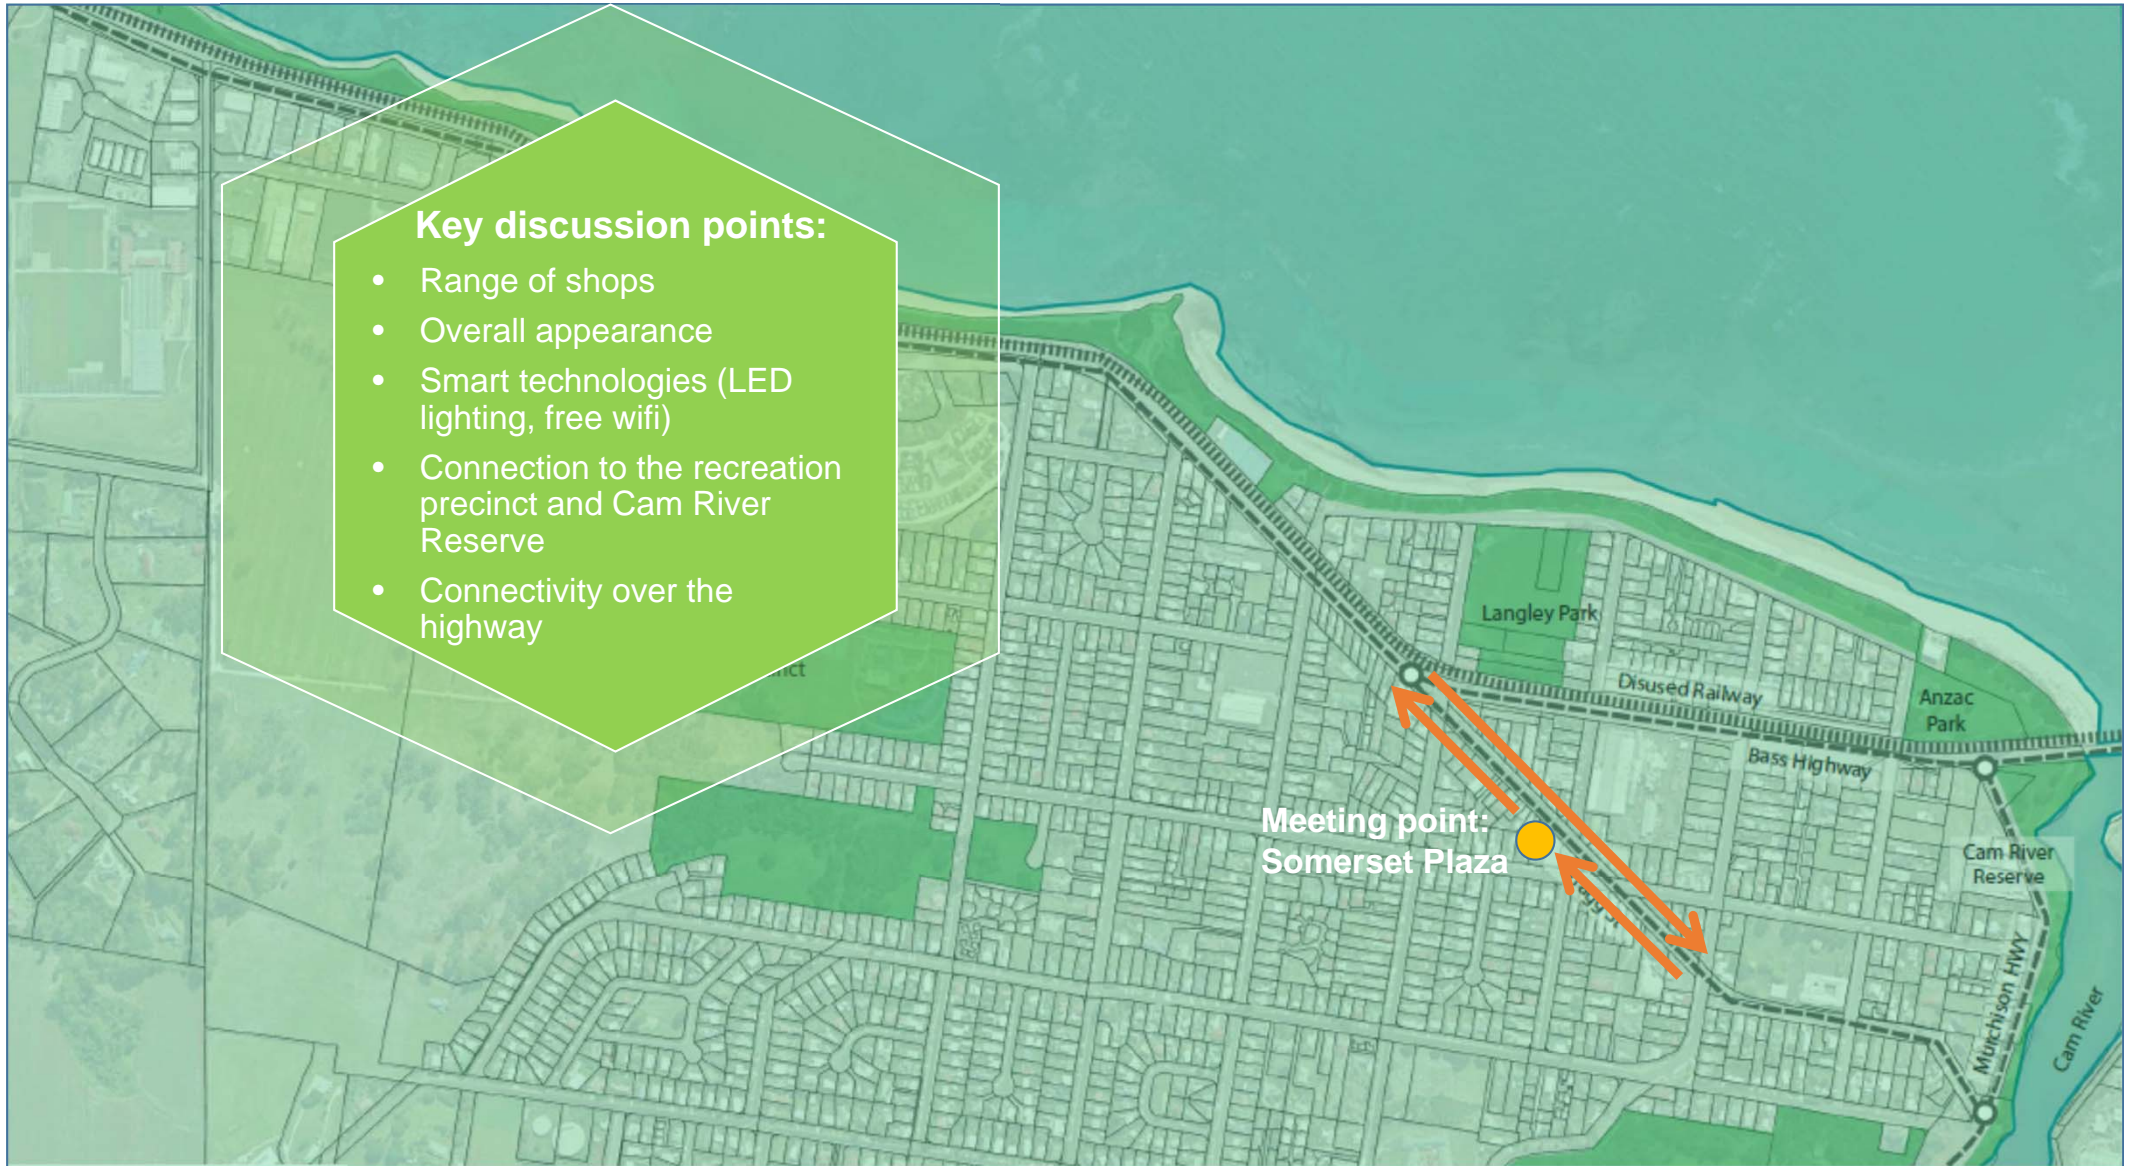 Key discussion points:
• Range of shops
• Overall appearance
• Smart technologies (LED
lighting, free wifi)
• Connection to the recreation
precinct and Cam River
Reserve
• Connectivity over the
highway
Langley Park
Disused Railway
Anzac
Park
Bass Highway
Meeting point:
Somerset Plaza
Cam River
Reserve
Murchison HWY
Cam River